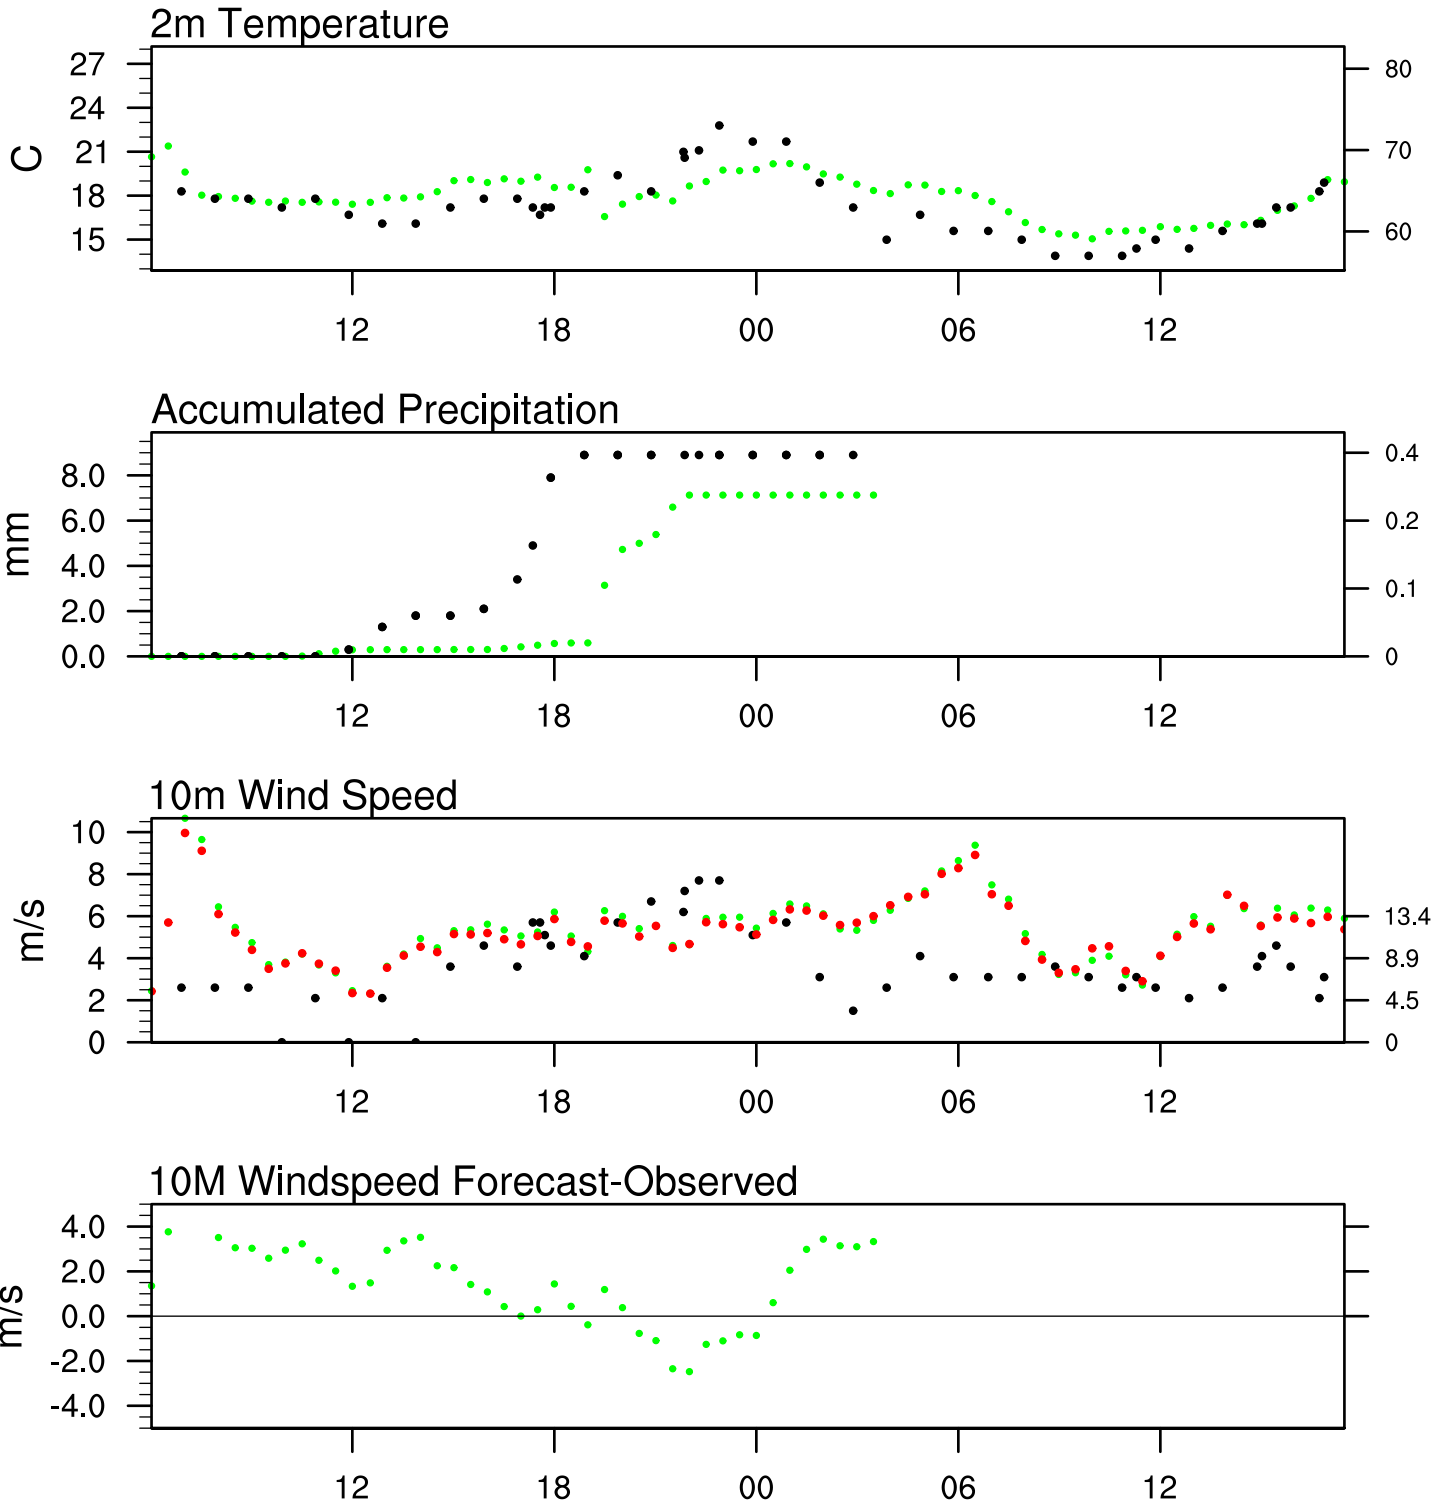 2m Temperature
27
24
21
18
15
C
80
70
60
12 18 00 06 12
Accumulated Precipitation
8.0
6.0
4.0
2.0
0.0
mm
0.4
0.2
0.1
0
12 18 00 06 12
10m Wind Speed
10
8
6
4
2
0
m/s
13.4
8.9
4.5
0
12 18 00 06 12
10M Windspeed Forecast-Observed
4.0
2.0
0.0
-2.0
-4.0
m/s
12 18 00 06 12